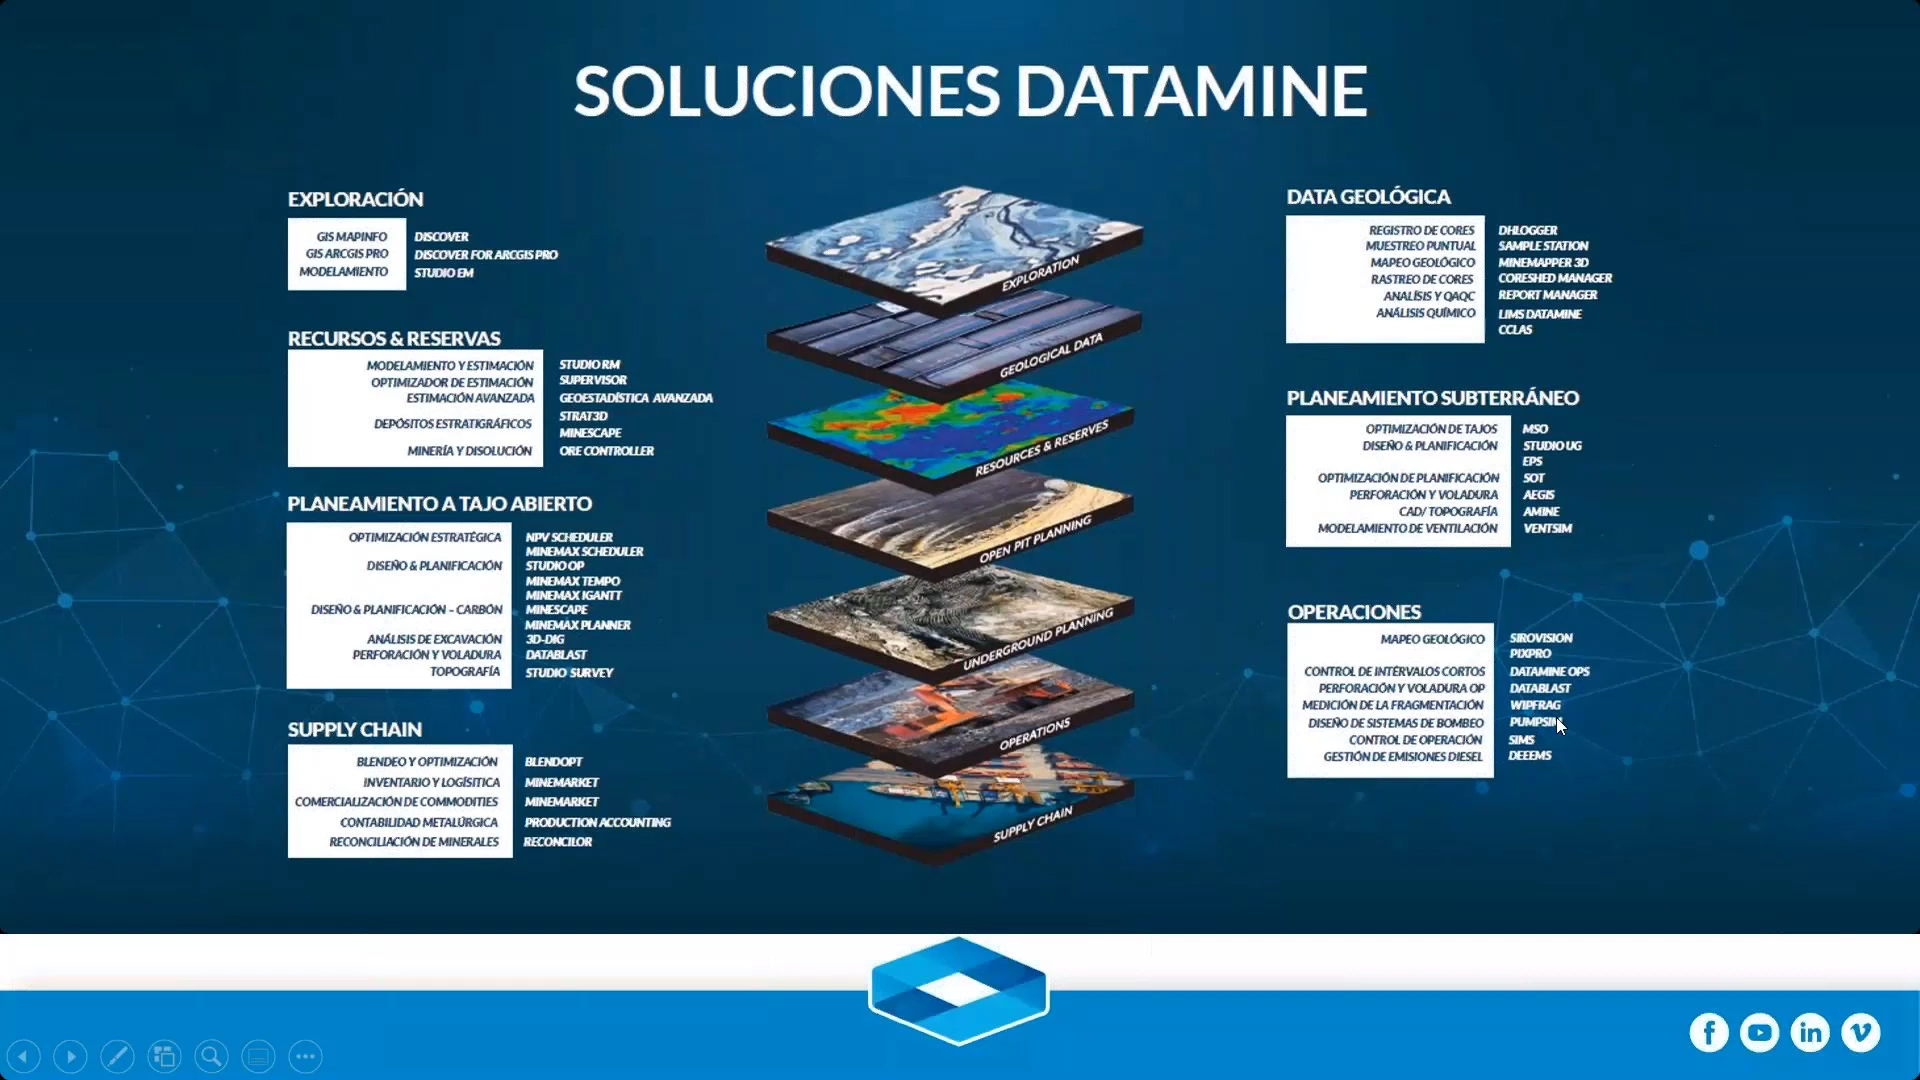 SOLUCIONES DATAMINE
EXPLORACIÓN
GIS MAPINFO DISCOVER
GIS ARCGIS PRO DISCOVER FOR ARCGIS PRO
MODELAMIENTO STUDIO EM
RECURSOS & RESERVAS
MODELAMIENTO Y ESTIMACIÓN STUDIO RM
OPTIMIZADOR DE ESTIMACIÓN SUPERVISOR
ESTIMACIÓN AVANZADA GEOESTADÍSTICA AVANZADA
STRAT3D
DEPÓSITOS ESTRATIGRÁFICOS
MINESCAPE
MINERÍA Y DISOLUCIÓN ORE CONTROLLER
PLANEAMIENTO A TAJO ABIERTO
OPTIMIZACIÓN ESTRATÉGICA NPV SCHEDULER
MINEMAX SCHEDULER
DISEÑO & PLANIFICACIÓN STUDIO OP
MINEMAX TEMPO
MINEMAX IGANTT
DISEÑO & PLANIFICACIÓN – CARBÓN MINESCAPE
MINEMAX PLANNER
ANÁLISIS DE EXCAVACIÓN 3D-DIG
PERFORACIÓN Y VOLADURA DATABLAST
TOPOGRAFÍA STUDIO SURVEY
SUPPLY CHAIN
BLENDEO Y OPTIMIZACIÓN BLENDOPT
INVENTARIO Y LOGÍSITICA MINEMARKET
COMERCIALIZACIÓN DE COMMODITIES MINEMARKET
CONTABILIDAD METALÚRGICA PRODUCTION ACCOUNTING
RECONCILIACIÓN DE MINERALES RECONCILOR
EXPLORATION
GEOLOGICAL DATA
RESOURCES & RESERVES
OPEN PIT PLANNING
UNDERGROUND PLANNING
OPERATIONS
SUPPLY CHAIN
DATA GEOLÓGICA
REGISTRO DE CORES DHLOGGER
MUESTREO PUNTUAL SAMPLE STATION
MAPEO GEOLÓGICO MINEMAPPER 3D
RASTREO DE CORES CORESHED MANAGER
ANALÍSIS Y QAQC REPORT MANAGER
ANÁLISIS QUÍMICO LIMS DATAMINE
CCLAS
PLANEAMIENTO SUBTERRÁNEO
OPTIMIZACIÓN DE TAJOS MSO
DISEÑO & PLANIFICACIÓN STUDIO UG
EPS
OPTIMIZACIÓN DE PLANIFICACIÓN SOT
PERFORACIÓN Y VOLADURA AEGIS
CAD/ TOPOGRAFÍA AMINE
MODELAMIENTO DE VENTILACIÓN VENTSIM
OPERACIONES
MAPEO GEOLÓGICO SIROVISION
PIXPRO
CONTROL DE INTÉRVALOS CORTOS DATAMINE OPS
PERFORACIÓN Y VOLADURA OP DATABLAST
MEDICIÓN DE LA FRAGMENTACIÓN WIPFRAG
DISEÑO DE SISTEMAS DE BOMBEO PUMPSIM
CONTROL DE OPERACIÓN SIMS
GESTIÓN DE EMISIONES DIESEL DEEEMS